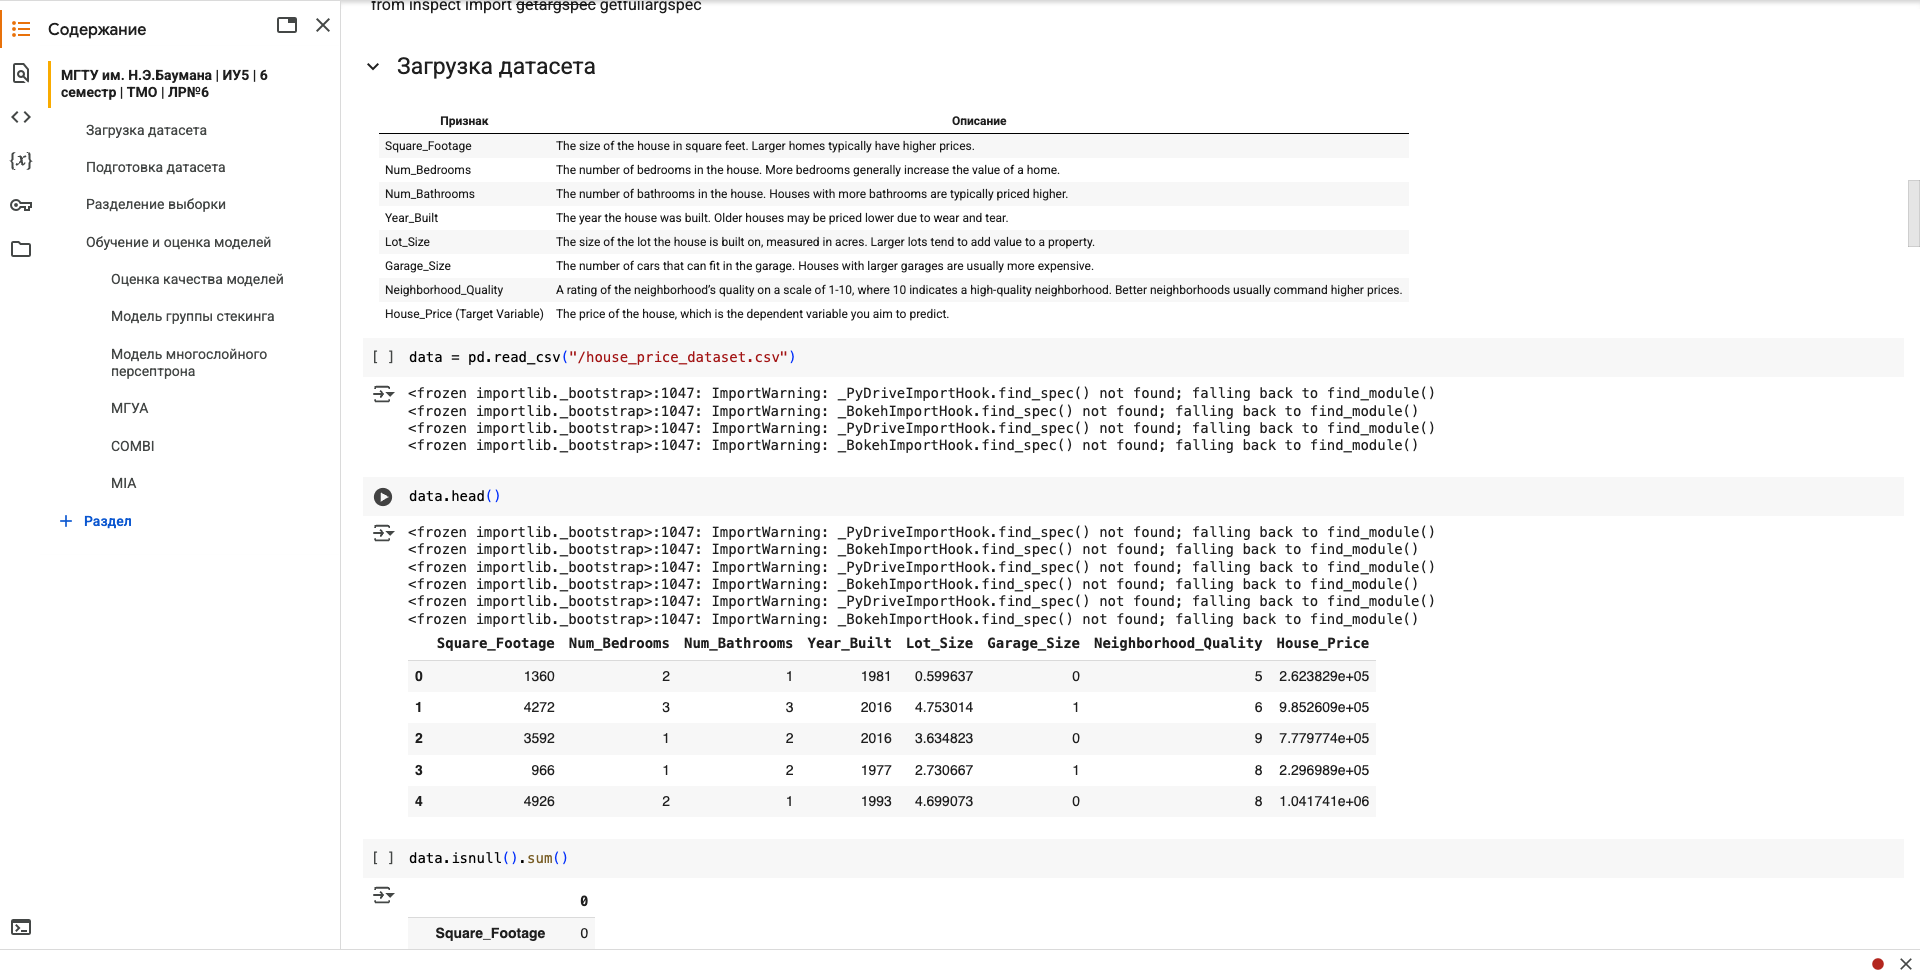 Содержание
МГТУ им. Н.Э.Баумана | ИУ5 | 6
семестр | ТМО | ЛР№6
Загрузка датасета
Подготовка датасета
Разделение выборки
Обучение и оценка моделей
Оценка качества моделей
Модель группы стекинга
Модель многослойного
персептрона
МГУА
COMBI
MIA
+ Раздел
from inspect import getargspec getfullargspec
Загрузка датасета
Признак Описание
Square_Footage The size of the house in square feet. Larger homes typically have higher prices.
Num_Bedrooms The number of bedrooms in the house. More bedrooms generally increase the value of a home.
Num_Bathrooms The number of bathrooms in the house. Houses with more bathrooms are typically priced higher.
Year_Built The year the house was built. Older houses may be priced lower due to wear and tear.
Lot_Size The size of the lot the house is built on, measured in acres. Larger lots tend to add value to a property.
Garage_Size The number of cars that can fit in the garage. Houses with larger garages are usually more expensive.
Neighborhood_Quality A rating of the neighborhood's quality on a scale of 1-10, where 10 indicates a high-quality neighborhood. Better neighborhoods usually command higher prices.
House_Price (Target Variable) The price of the house, which is the dependent variable you aim to predict.
[ ] data = pd.read_csv("/house_price_dataset.csv")
<frozen importlib._bootstrap>:1047: ImportWarning: _PyDriveImportHook.find_spec() not found; falling back to find_module()
<frozen importlib._bootstrap>:1047: ImportWarning: _BokehImportHook.find_spec() not found; falling back to find_module()
<frozen importlib._bootstrap>:1047: ImportWarning: _PyDriveImportHook.find_spec() not found; falling back to find_module()
<frozen importlib._bootstrap>:1047: ImportWarning: _BokehImportHook.find_spec() not found; falling back to find_module()
data.head()
<frozen importlib._bootstrap>:1047: ImportWarning: _PyDriveImportHook.find_spec() not found; falling back to find_module()
<frozen importlib._bootstrap>:1047: ImportWarning: _BokehImportHook.find_spec() not found; falling back to find_module()
<frozen importlib._bootstrap>:1047: ImportWarning: _PyDriveImportHook.find_spec() not found; falling back to find_module()
<frozen importlib._bootstrap>:1047: ImportWarning: _BokehImportHook.find_spec() not found; falling back to find_module()
<frozen importlib._bootstrap>:1047: ImportWarning: _PyDriveImportHook.find_spec() not found; falling back to find_module()
<frozen importlib._bootstrap>:1047: ImportWarning: _BokehImportHook.find_spec() not found; falling back to find_module()
Square_Footage Num_Bedrooms Num_Bathrooms Year_Built Lot_Size Garage_Size Neighborhood_Quality House_Price
0 1360 2 1 1981 0.599637 0 5 2.623829e+05
1 4272 3 3 2016 4.753014 1 6 9.852609e+05
2 3592 1 2 2016 3.634823 0 9 7.779774e+05
3 966 1 2 1977 2.730667 1 8 2.296989e+05
4 4926 2 1 1993 4.699073 0 8 1.041741e+06
[ ] data.isnull().sum()
0
Square_Footage 0